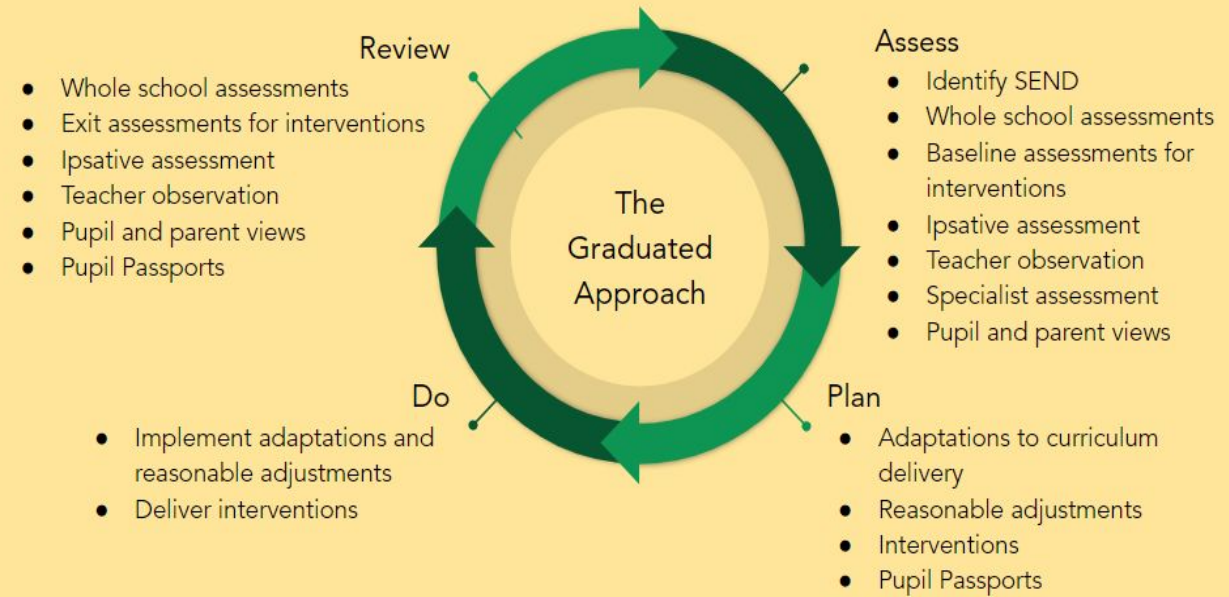 The
Graduated
Approach
Assess
● Identify SEND
● Whole school assessments
● Baseline assessments for
interventions
● Ipsative assessment
● Teacher observation
● Specialist assessment
● Pupil and parent views
Plan
● Adaptations to curriculum
delivery
● Reasonable adjustments
● Interventions
● Pupil Passports
Do
● Implement adaptations and
reasonable adjustments
● Deliver interventions
Review
● Whole school assessments
● Exit assessments for interventions
● Ipsative assessment
● Teacher observation
● Pupil and parent views
● Pupil Passports